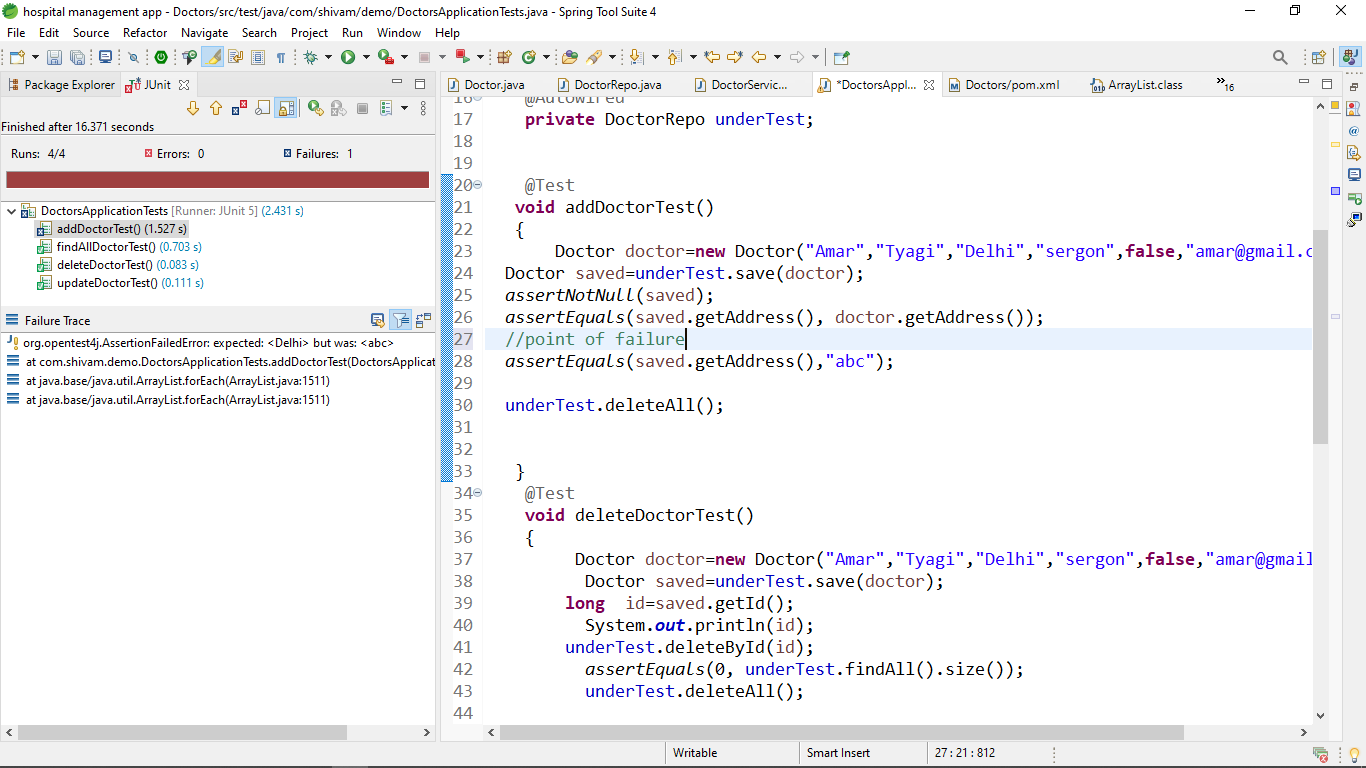 hospital management app - Doctors/src/test/java/com/shivam/demo/DoctorsApplicationTests.java - Spring Tool Suite 4
File Edit Source Refactor Navigate Search Project Run Window Help
Package Explorer JUnit
Finished after 16.371 seconds
Runs: 4/4 Errors: 0 Failures: 1
DoctorsApplicationTests [Runner: JUnit 5] (2.431 s)
addDoctorTest() (1.527 s)
findAllDoctorTest() (0.703 s)
deleteDoctorTest() (0.083 s)
updateDoctorTest() (0.111 s)
Failure Trace
org.opentest4j.AssertionFailedError: expected: <Delhi> but was: <abc>
at com.shivam.demo.DoctorsApplicationTests.addDoctorTest(DoctorsApplicat
at java.base/java.util.ArrayList.forEach(ArrayList.java:1511)
at java.base/java.util.ArrayList.forEach(ArrayList.java:1511)
Doctor.java DoctorRepo.java DoctorServic... *DoctorsAppl... Doctors/pom.xml ArrayList.class »16
16 @Autowired
17 private DoctorRepo underTest;
18
19
20 @Test
21 void addDoctorTest()
22 {
23 Doctor doctor=new Doctor("Amar","Tyagi","Delhi","sergon",false,"amar@gmail.c
24 Doctor saved=underTest.save(doctor);
25 assertNotNull(saved);
26 assertEquals(saved.getAddress(), doctor.getAddress());
27 //point of failure
28 assertEquals(saved.getAddress(),"abc");
29
30 underTest.deleteAll();
31
32
33 }
34 @Test
35 void deleteDoctorTest()
36 {
37 Doctor doctor=new Doctor("Amar","Tyagi","Delhi","sergon",false,"amar@gmail
38 Doctor saved=underTest.save(doctor);
39 long id=saved.getId();
40 System.out.println(id);
41 underTest.deleteById(id);
42 assertEquals(0, underTest.findAll().size());
43 underTest.deleteAll();
44
Writable Smart Insert 27 : 21 : 812